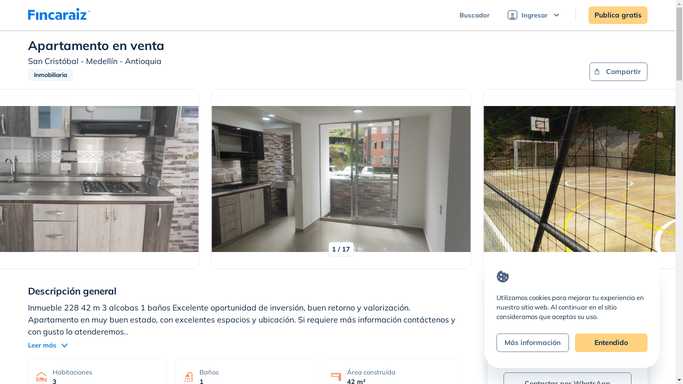 Fincaraiz
Buscador
Ingresar
Publica gratis
Apartamento en venta
San Cristóbal - Medellín - Antioquia
Inmobiliaria
Compartir
1 / 17
Descripción general
Inmueble 228 42 m 3 alcobas 1 baños Excelente oportunidad de inversión, buen retorno y valorización.
Apartamento en muy buen estado, con excelentes espacios y ubicación. Si requiere más información contáctenos y
con gusto lo atenderemos..
Leer más
Habitaciones
3
Baños
1
Área construida
42 m²
Utilizamos cookies para mejorar tu experiencia en
nuestro sitio web. Al continuar en el sitio
consideramos que aceptas su uso.
Más información
Entendido
Contactar por WhatsApp